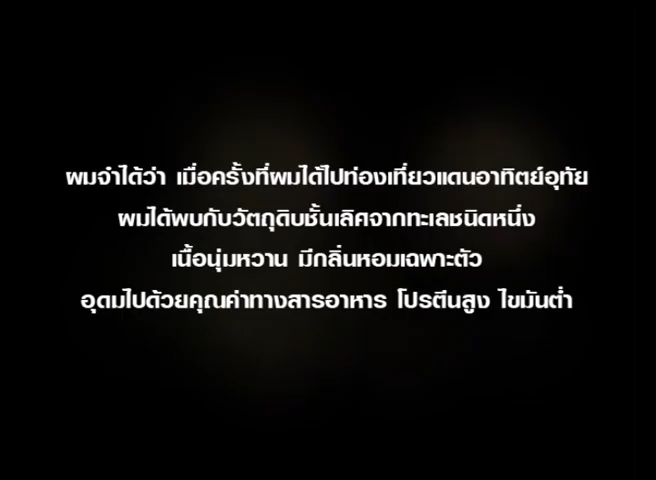 ผมจำได้ว่า เมื่อครั้งที่ผมได้ไปท่องเที่ยวแดนอาทิตย์อุทัย
ผมได้พบกับวัตถุดิบชั้นเลิศจากทะเลชนิดหนึ่ง
เนื้อนุ่มหวาน มีกลิ่นหอมเฉพาะตัว
อุดมไปด้วยคุณค่าทางสารอาหาร โปรตีนสูง ไขมันต่ำ